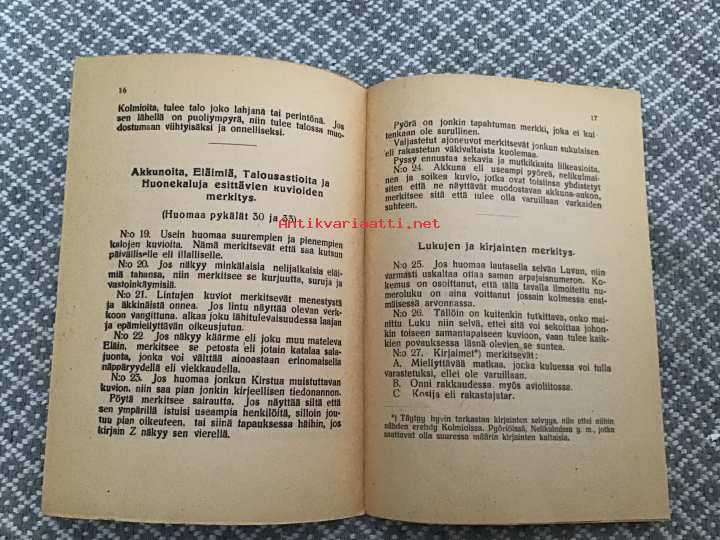 16
Kolmioita, tulee talo joko lahjana tai perintönä. Jos
sen lähellä on puoliympyrä, niin tulee talossa muo-
dostumaan viihtyisäksi ja onnelliseksi.
Akkunoita, Eläimiä, Talousastioita ja
Huonekaluja esittävien kuvioiden
merkitys.
(Huomaa pykälät 30 ja 33)
N:o 19. Usein huomaa suurempien ja pienempien
kalojen kuvioita. Nämä merkitsevät että saa kutsun
päivälliselle eli illalliselle.
N:o 20. Jos näkyy minkälaisia nelijalkaisia eläi-
miä tahansa, niin merkitsee se kurjuutta, suruja ja
vastoinkäymisiä.
N:o 21. Lintujen kuviot merkitsevät menestystä
ja äkkinäistä onnea. Jos lintu näyttää olevan verk-
koon vangittuna. alkaa joku lähitulevaisuudessa laajan
ja epämiellyttävän oikeusjutun.
N:o 22 Jos näkyy käärme eli joku muu mateleva
Eläin, merkitsee se petosta eli jotain katalaa sala-
juonta, jonka voi välttää ainoastaan erinomaisella
näppäryydellä eli viekkaudella.
N:o 23. Jos huomaa jonkun Kirstua muistuttavan
kuvion. niin saa pian jonkin kirjeellisen tiedonannon.
Pöytä merkitsee sairautta. Jos näyttää siltä että
sen ympärillä istuisi useampia henkilöitä, silloin jou-
tuu pian oikeuteen, tai siinä tapauksessa häihin, jos
kirjain Z näkyy sen vierellä.
17
Pyörä on jonkin tapahtuman merkki, joka ei kui-
tenkaan ole surullinen.
Valjastetut ajoneuvot merkitsevät jonkun sukulaisen
eli rakastetun väkivaltaista kuolemaa.
Pyssy ennustaa sekavia ja mutkikkaita liikeasioita.
N:o 24. Akkuna eli useampi pyöreä, nelikulmai-
nen ja soikea kuvio, jotka ovat toisiinsa yhdistetyt
siten että ne näyttävät muodostavan akkuna-aukon,
merkitsee että sitä tulee olla varuillaan varkaiden
suhteen.
Lukujen ja kirjainten merkitys.
N:o 25. Jos huomaa lautasella selvän Luvun, niin
varmasti uskaltaa ottaa saman arpajaisnumeron. Ko-
kemus on osoittanut, että tällä tavalla ilmoitettu nu-
meroluku on aina voittanut jossain kolmessa ensi-
mäisessä arvonnassa.
N:o 26. Tällöin on kuitenkin tutkittava, onko mai-
nittu Luku niin selvä, ettei sitä voi sekoittaa johon-
kin toiseen samantapaiseen kuvioon, vaan tulee kaik-
kien povauksessa läsnä olevien se tuntea.
N:o 27. Kirjaimet*) merkitsevät:
A. Miellyttävää matkaa, jonka kuluessa voi tulla
varastetuksi, ellei ole varuillaan.
B. Onni rakkaudessa. myös avioliitossa.
C Kosija eli rakastajatar.
*) Täytyy hyvin tarkastaa kirjainten selvyys, niin ettei niihin
nähden erehdy Kolmioissa, Pyöriöissä, Nelikulmissa y. m., jotka
saattavat olla suuressa määrin kirjainten kaltaisia.
Antikvariaatti.net